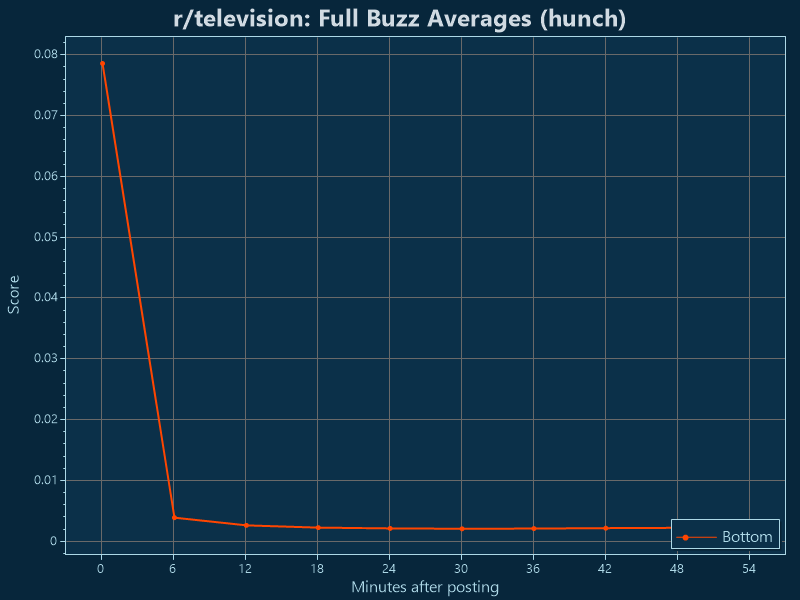 r/television: Full Buzz Averages (hunch)
0.08
0.07
0.06
0.05
0.04
0.03
0.02
0.01
0
Score
0 6 12 18 24 30 36 42 48 54
Minutes after posting
Bottom